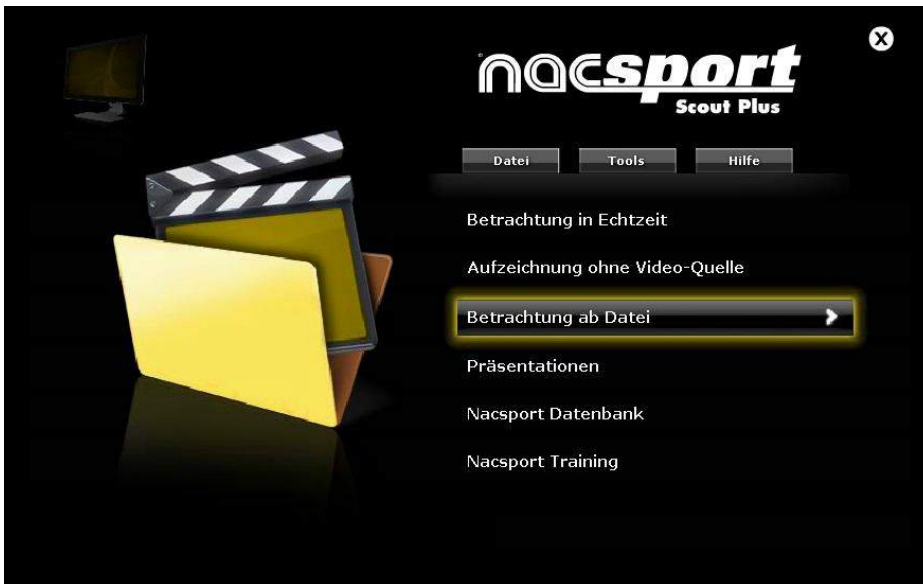 nacsport
Scout Plus
Datei Tools Hilfe
Betrachtung in Echtzeit
Aufzeichnung ohne Video-Quelle
Betrachtung ab Datei
Präsentationen
Nacsport Datenbank
Nacsport Training